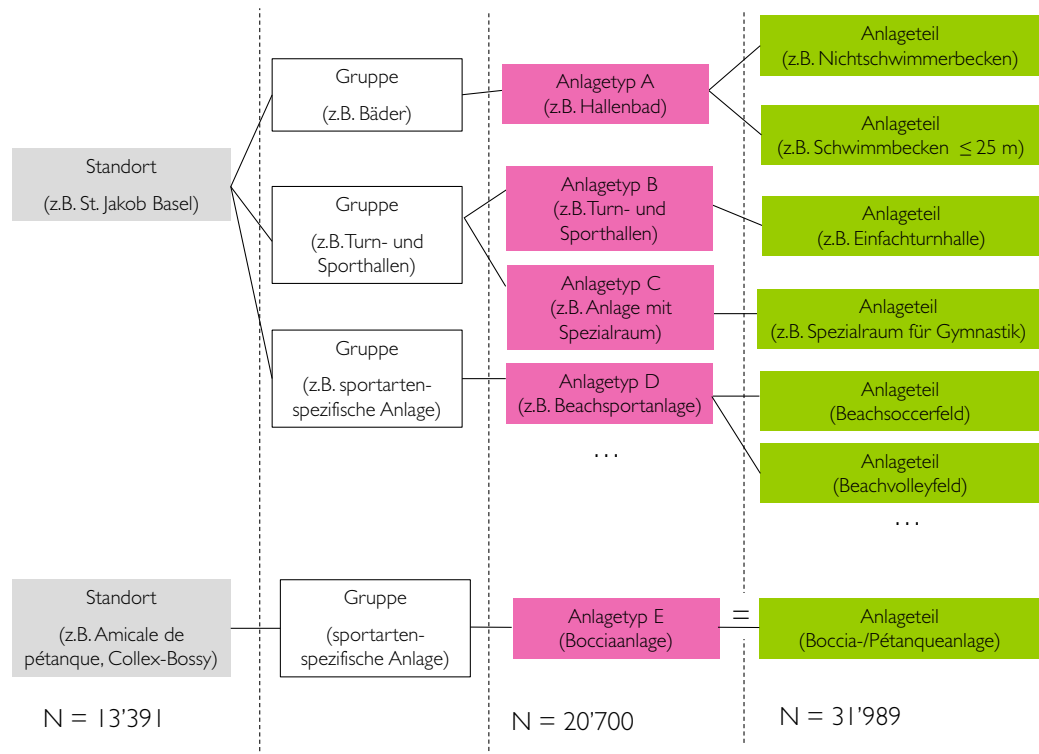 Standort
(z.B. St. Jakob Basel)
Gruppe
(z.B. Bäder)
Gruppe
(z.B. Turn- und
Sporthallen)
Gruppe
(z.B. sportarten-
spezifische Anlage)
Anlagetyp A
(z.B. Hallenbad)
Anlagetyp B
(z.B. Turn- und
Sporthallen)
Anlagetyp C
(z.B. Anlage mit
Spezialraum)
Anlagetyp D
(z.B. Beachsportanlage)
...
Anlageteil
(z.B. Nichtschwimmerbecken)
Anlageteil
(z.B. Schwimmbecken ≤ 25 m)
Anlageteil
(z.B. Einfachturnhalle)
Anlageteil
(z.B. Spezialraum für Gymnastik)
Anlageteil
(Beachsoccerfeld)
Anlageteil
(Beachvolleyfeld)
...
Standort
(z.B. Amicale de
pétanque, Collex-Bossy)
Gruppe
(sportarten-
spezifische Anlage)
Anlagetyp E
(Bocciaanlage)
=
Anlageteil
(Boccia-/Pétanqueanlage)
N = 13'391
N = 20'700
N = 31'989